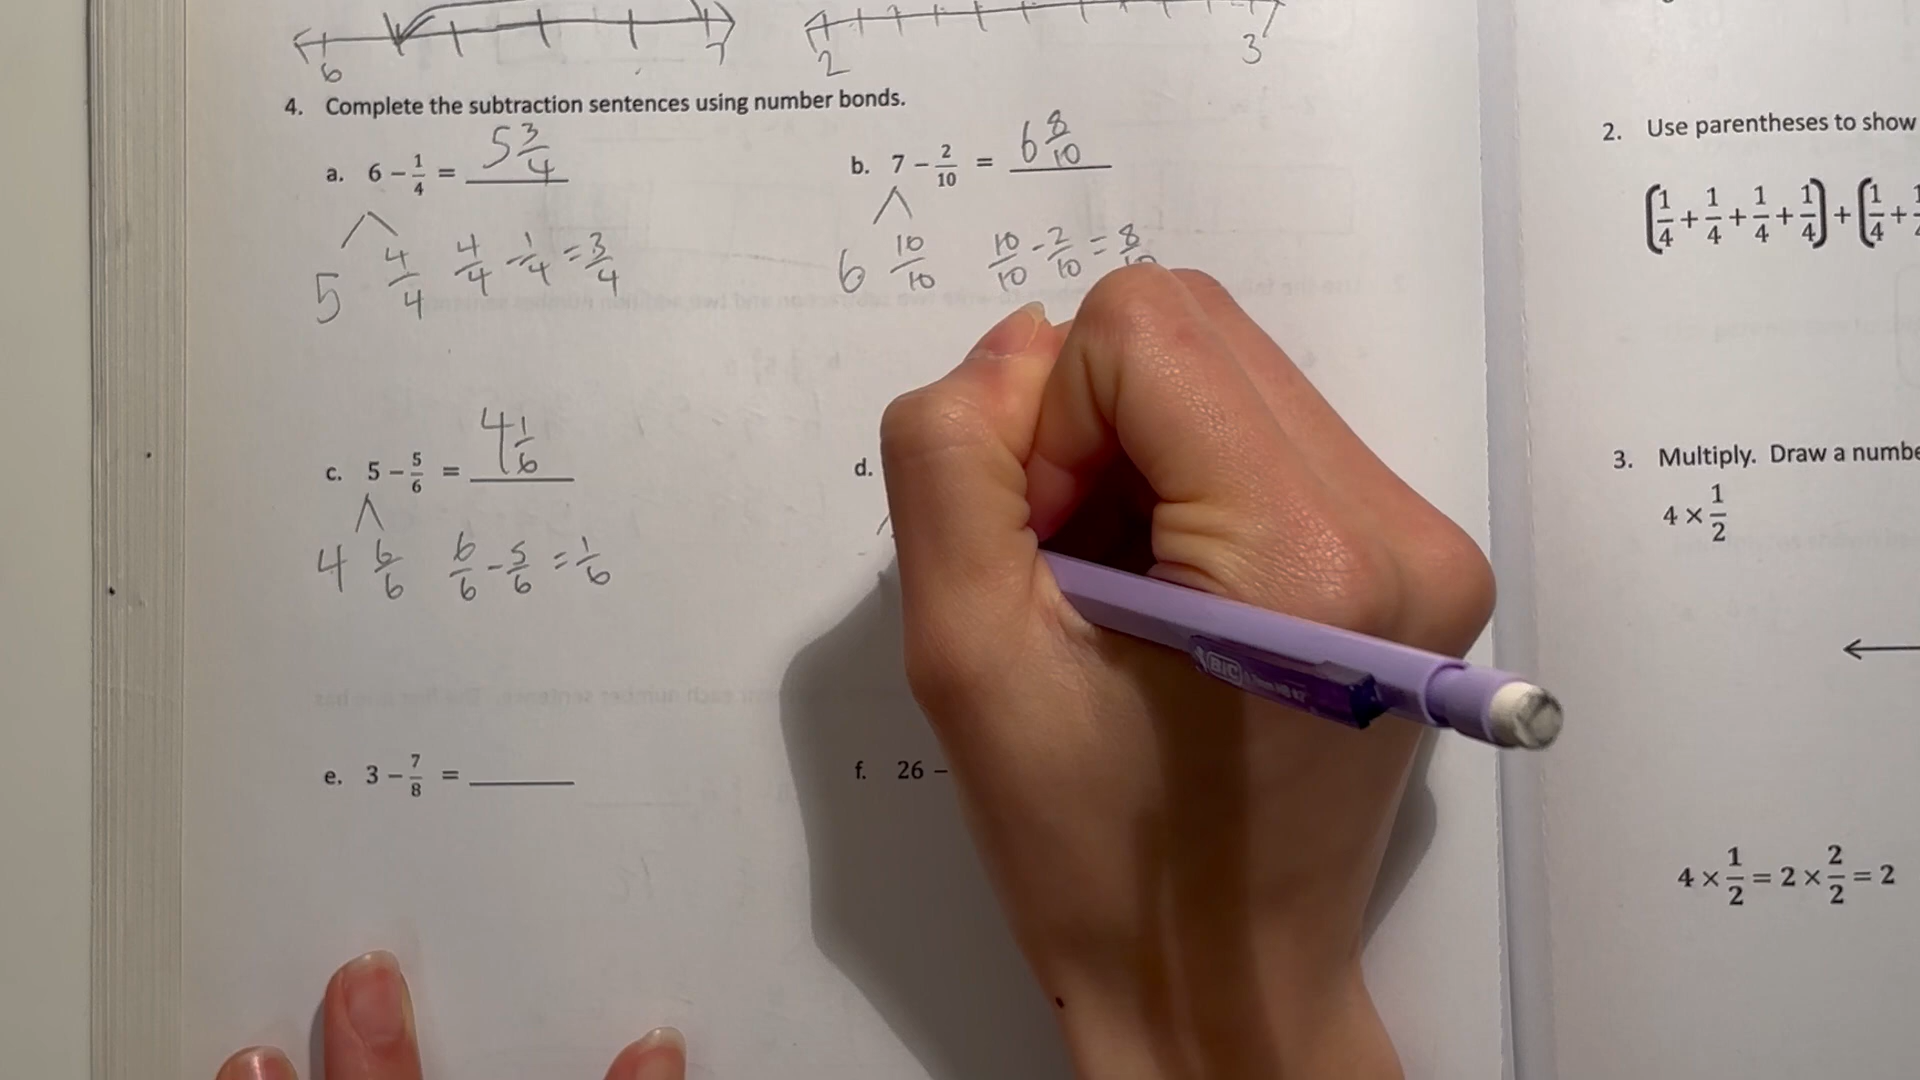 6 7 2 3
4. Complete the subtraction sentences using number bonds.
a. 6 - 1/4 = 5 3/4
5 4/4 4/4 - 1/4 = 3/4
b. 7 - 2/10 = 6 8/10
6 10/10 10/10 - 2/10 = 8/10
c. 5 - 5/6 = 4 1/6
4 6/6 6/6 - 5/6 = 1/6
d.
e. 3 - 7/8 = ______
f. 26 -
BIC
2. Use parentheses to show
(1/4 + 1/4 + 1/4 + 1/4) + (1/4 +
3. Multiply. Draw a numbe
4 × 1/2
4 × 1/2 = 2 × 2/2 = 2